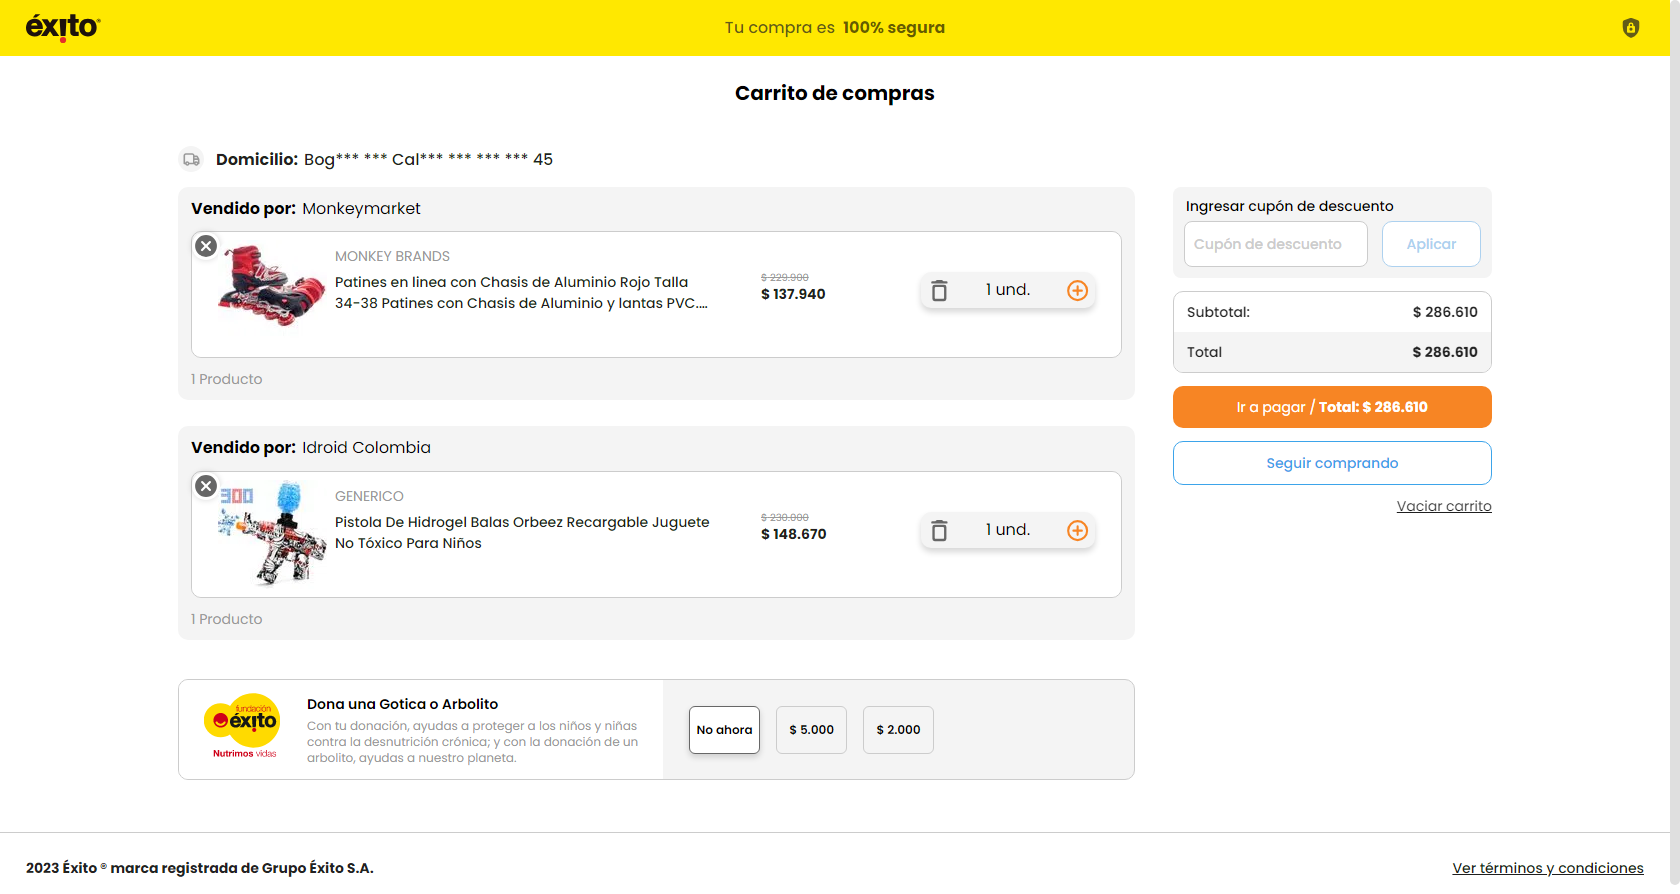 éxito®
Tu compra es 100% segura
Carrito de compras
Domicilio: Bog*** *** Cal*** *** *** *** 45
Vendido por: Monkeymarket
MONKEY BRANDS
Patines en linea con Chasis de Aluminio Rojo Talla
34-38 Patines con Chasis de Aluminio y lantas PVC....
$ 229.900
$ 137.940
1 und.
1 Producto
Vendido por: Idroid Colombia
300
GENERICO
Pistola De Hidrogel Balas Orbeez Recargable Juguete
No Tóxico Para Niños
$ 230.000
$ 148.670
1 und.
1 Producto
fundación
éxito
Nutrimos vidas
Dona una Gotica o Arbolito
Con tu donación, ayudas a proteger a los niños y niñas
contra la desnutrición crónica; y con la donación de un
arbolito, ayudas a nuestro planeta.
No ahora
$ 5.000
$ 2.000
Ingresar cupón de descuento
Cupón de descuento
Aplicar
Subtotal: $ 286.610
Total $ 286.610
Ir a pagar / Total: $ 286.610
Seguir comprando
Vaciar carrito
2023 Éxito ® marca registrada de Grupo Éxito S.A.
Ver términos y condiciones